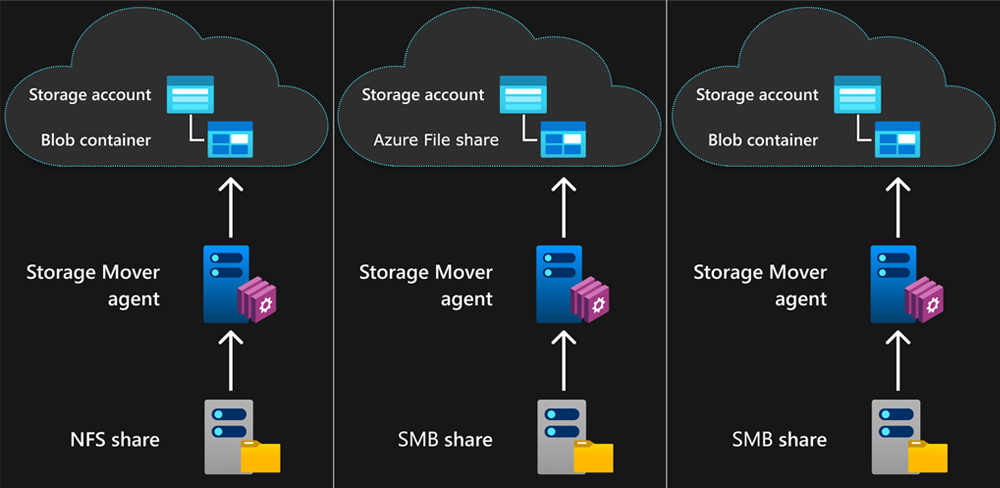 Storage account
Blob container
Storage Mover
agent
NFS share
Storage account
Azure File share
Storage Mover
agent
SMB share
Storage account
Blob container
Storage Mover
agent
SMB share